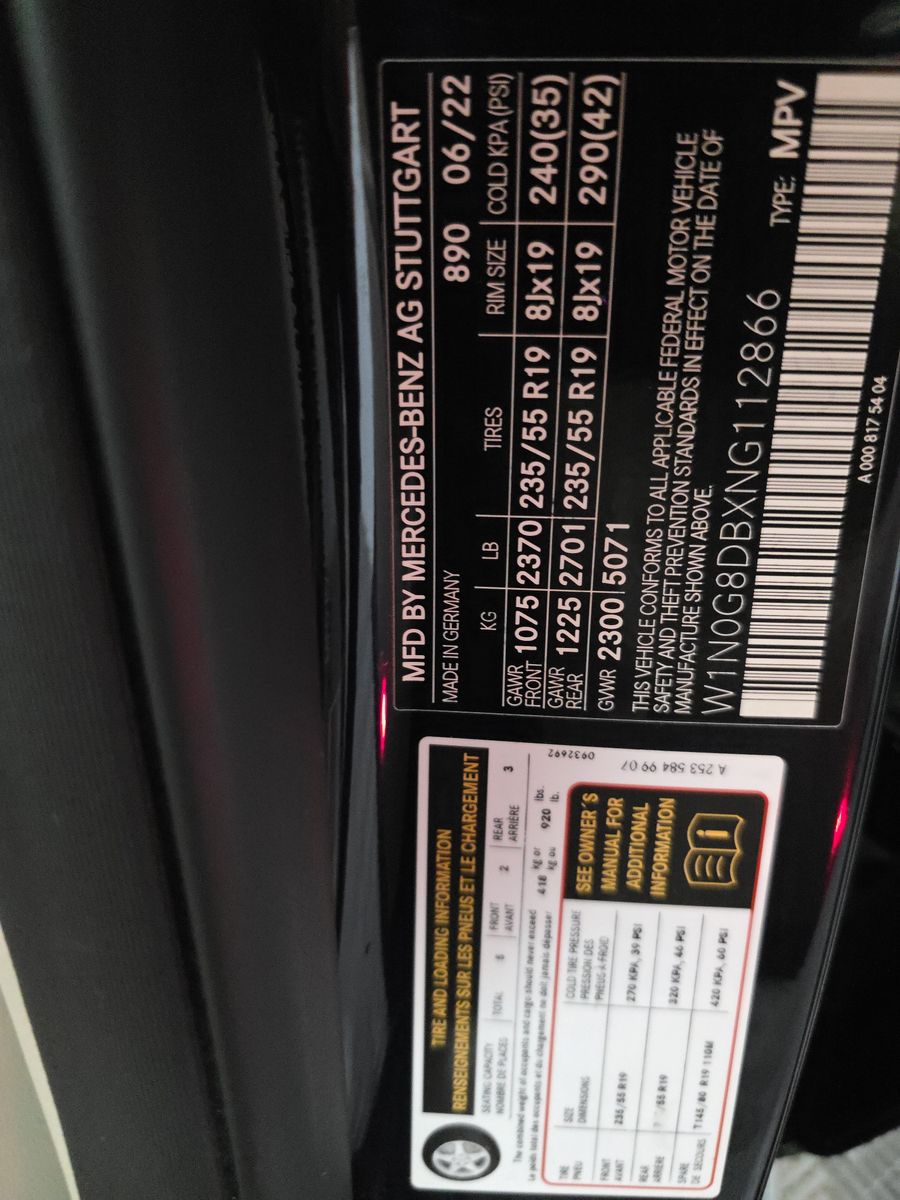 MFD BY MERCEDES-BENZ AG STUTTGART
MADE IN GERMANY 890 06/22
KG LB TIRES RIM SIZE COLD KPA (PSI)
GAWR FRONT 1075 2370 235/55 R19 8Jx19 240(35)
GAWR REAR 1225 2701 235/55 R19 8Jx19 290(42)
GVWR 2300 5071
THIS VEHICLE CONFORMS TO ALL APPLICABLE FEDERAL MOTOR VEHICLE
SAFETY AND THEFT PREVENTION STANDARDS IN EFFECT ON THE DATE OF
MANUFACTURE SHOWN ABOVE.
W1N0G8DBXNG112866 TYPE: MPV
A 000 817 54 04
TIRE AND LOADING INFORMATION
RENSEIGNEMENTS SUR LES PNEUS ET LE CHARGEMENT
SEATING CAPACITY TOTAL 5 FRONT 2 REAR 3
NOMBRE DE PLACES AVANT ARRIÈRE
The combined weight of occupants and cargo should never exceed 418 kg or 920 lbs.
Le poids total des occupants et du chargement ne doit jamais dépasser kg ou lb.
TIRE SIZE COLD TIRE PRESSURE
PNEU DIMENSIONS PRESSION DES
PNEUS À FROID
FRONT AVANT 235/55 R19 270 KPA, 39 PSI
REAR ARRIERE /55 R19 320 KPA, 46 PSI
SPARE DE SECOURS T145/80 R19 110M 420 KPA, 60 PSI
SEE OWNER´S
MANUAL FOR
ADDITIONAL
INFORMATION
i
0932692
A 253 584 99 07